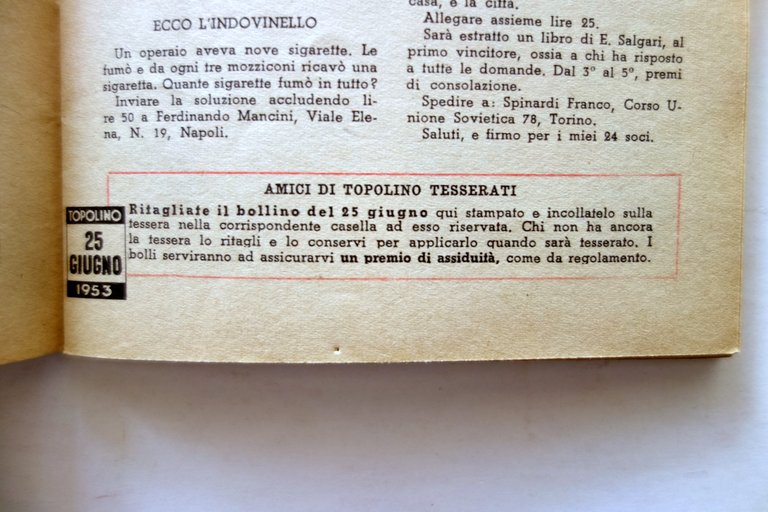 ECCO L'INDOVINELLO
Un operaio aveva nove sigarette. Le
fumò e da ogni tre mozziconi ricavò una
sigaretta. Quante sigarette fumò in tutto?
Inviare la soluzione accludendo li-
re 50 a Ferdinando Mancini, Viale Ele-
na, N. 19, Napoli.
casa, e la città.
Allegare assieme lire 25.
Sarà estratto un libro di E. Salgari, al
primo vincitore, ossia a chi ha risposto
a tutte le domande. Dal 3° al 5°, premi
di consolazione.
Spedire a: Spinardi Franco, Corso U-
nione Sovietica 78, Torino.
Saluti, e firmo per i miei 24 soci.
AMICI DI TOPOLINO TESSERATI
Ritagliate il bollino del 25 giugno qui stampato e incollatelo sulla
tessera nella corrispondente casella ad esso riservata. Chi non ha ancora
la tessera lo ritagli e lo conservi per applicarlo quando sarà tesserato. I
bolli serviranno ad assicurarvi un premio di assiduità, come da regolamento.
TOPOLINO
25
GIUGNO
1953